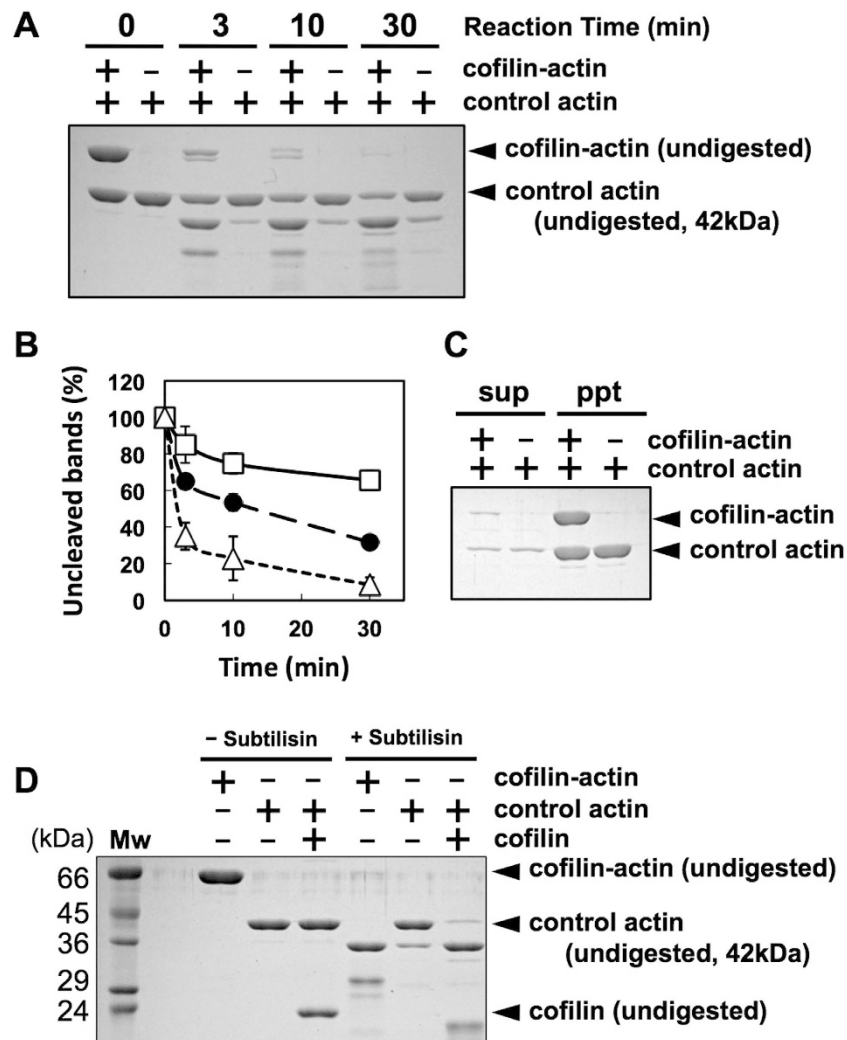 A
0 3 10 30 Reaction Time (min)
+ − + − + − + − cofilin-actin
+ + + + + + + + control actin
cofilin-actin (undigested)
control actin
(undigested, 42kDa)
B
Uncleaved bands (%)
120
100
80
60
40
20
0
0 10 20 30
Time (min)
C
sup ppt
+ − + − cofilin-actin
+ + + + control actin
cofilin-actin
control actin
− Subtilisin + Subtilisin
D
+ − − + − − cofilin-actin
− + + − + + control actin
(kDa) Mw − − + − − + cofilin
66 cofilin-actin (undigested)
45 control actin
36 (undigested, 42kDa)
29
24 cofilin (undigested)